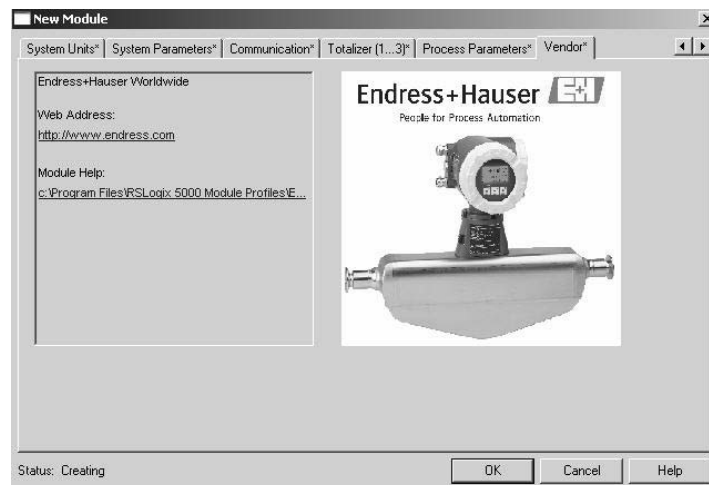 New Module
System Units* System Parameters* Communication* Totalizer (1...3)* Process Parameters* Vendor*
Endress+Hauser Worldwide
Web Address:
http://www.endress.com
Module Help:
c:\Program Files\RSLogix 5000 Module Profiles\E...
Endress+Hauser
People for Process Automation
Status: Creating
OK Cancel Help